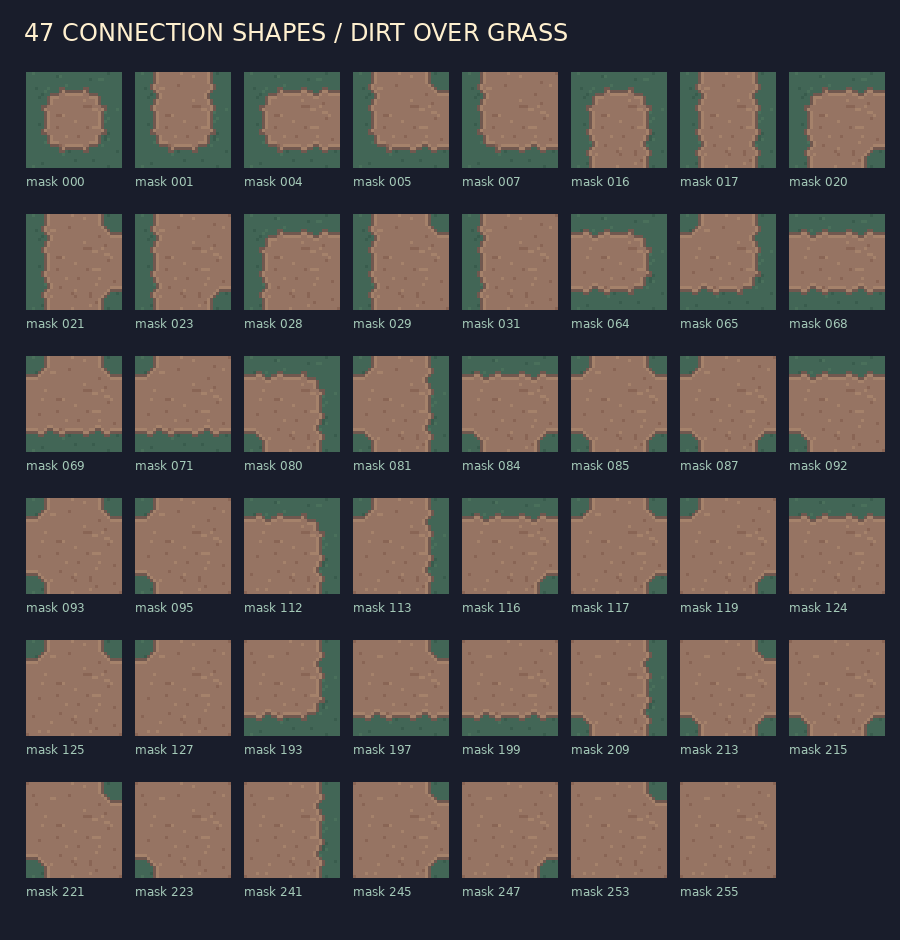 47 CONNECTION SHAPES / DIRT OVER GRASS
mask 000 mask 001 mask 004 mask 005 mask 007 mask 016 mask 017 mask 020
mask 021 mask 023 mask 028 mask 029 mask 031 mask 064 mask 065 mask 068
mask 069 mask 071 mask 080 mask 081 mask 084 mask 085 mask 087 mask 092
mask 093 mask 095 mask 112 mask 113 mask 116 mask 117 mask 119 mask 124
mask 125 mask 127 mask 193 mask 197 mask 199 mask 209 mask 213 mask 215
mask 221 mask 223 mask 241 mask 245 mask 247 mask 253 mask 255